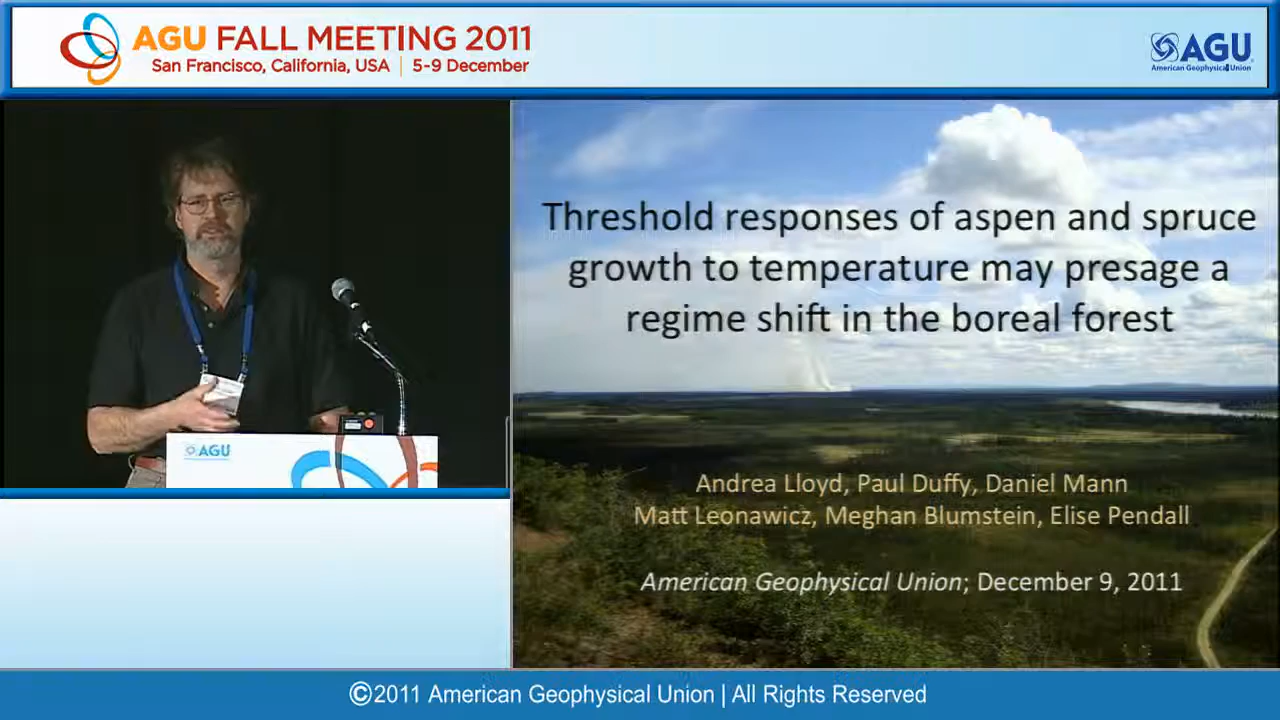 AGU FALL MEETING 2011
San Francisco, California, USA | 5-9 December
AGU
American Geophysical Union
Threshold responses of aspen and spruce
growth to temperature may presage a
regime shift in the boreal forest
AGU
Andrea Lloyd, Paul Duffy, Daniel Mann
Matt Leonawicz, Meghan Blumstein, Elise Pendall
American Geophysical Union; December 9, 2011
©2011 American Geophysical Union | All Rights Reserved